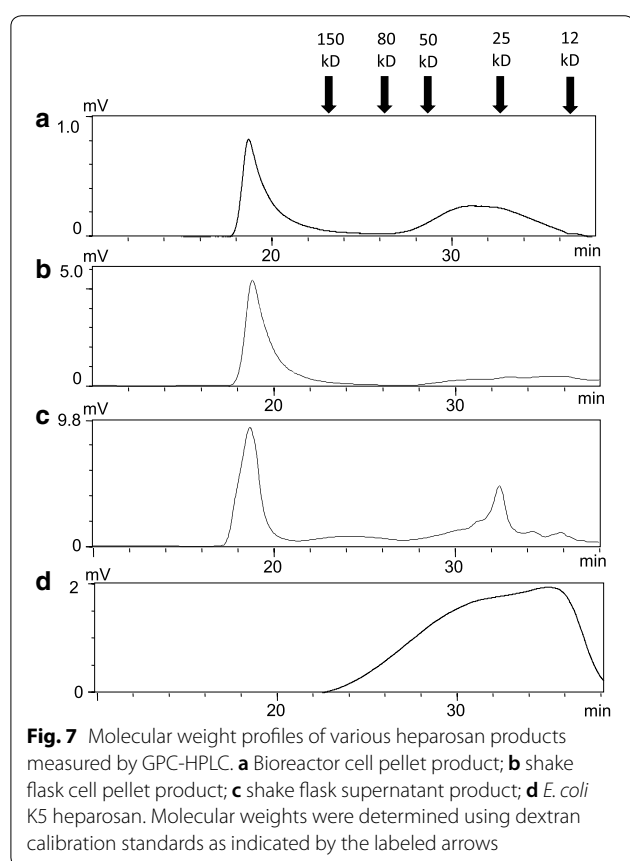 150 80 50 25 12
kD kD kD kD kD
mV
a 1.0
0
20 30 min
mV
b 5.0
0
20 30 min
mV
c 9.8
0
20 30 min
mV
d 2
0
20 30 min
Fig. 7 Molecular weight profiles of various heparosan products
measured by GPC-HPLC. a Bioreactor cell pellet product; b shake
flask cell pellet product; c shake flask supernatant product; d E. coli
K5 heparosan. Molecular weights were determined using dextran
calibration standards as indicated by the labeled arrows